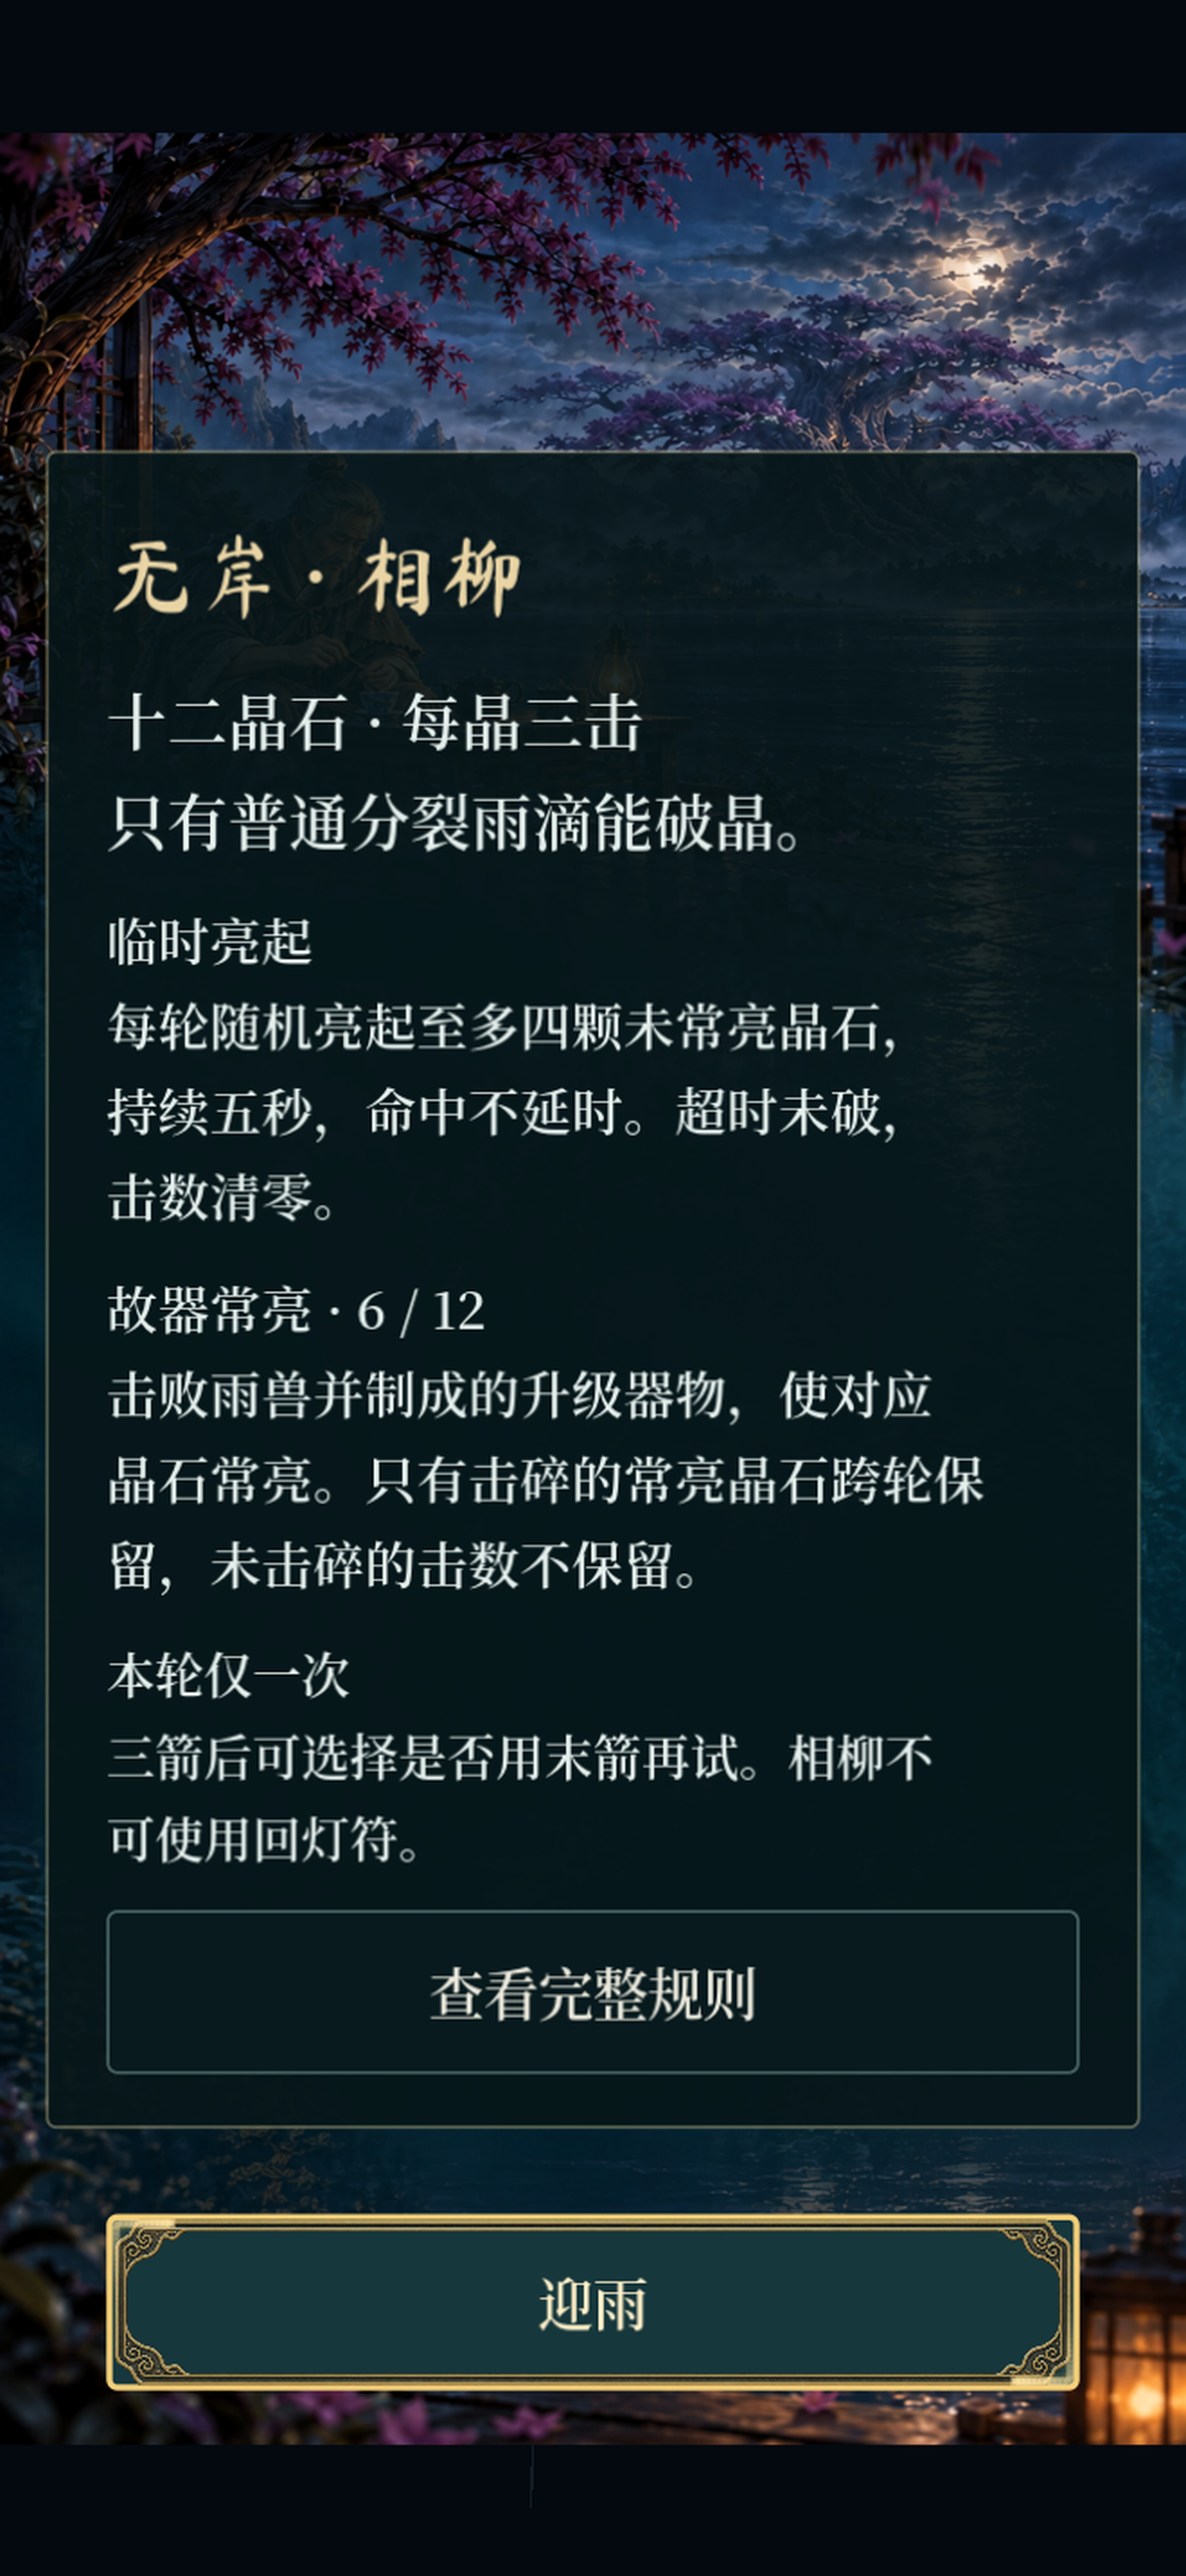 无岸·相柳
十二晶石·每晶三击
只有普通分裂雨滴能破晶。
临时亮起
每轮随机亮起至多四颗未常亮晶石，
持续五秒，命中不延时。超时未破，
击数清零。
故器常亮·6 / 12
击败雨兽并制成的升级器物，使对应
晶石常亮。只有击碎的常亮晶石跨轮保
留，未击碎的击数不保留。
本轮仅一次
三箭后可选择是否用末箭再试。相柳不
可使用回灯符。
查看完整规则
迎雨